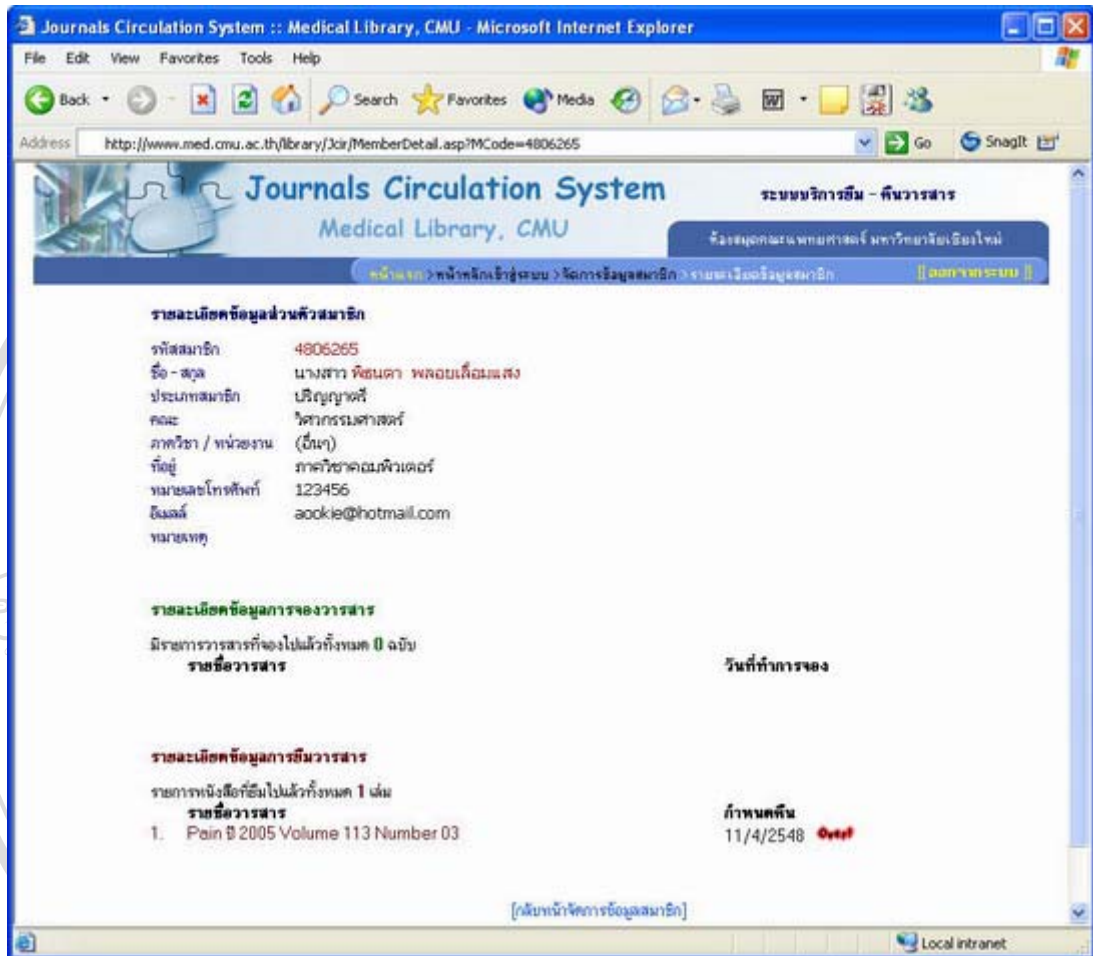 Journals Circulation System :: Medical Library, CMU - Microsoft Internet Explorer
File Edit View Favorites Tools Help
Back Search Favorites Media
Address http://www.med.cmu.ac.th/library/Jcir/MemberDetail.asp?MCode=4806265 Go SnagIt
Journals Circulation System ระบบบริการยืม - คืนวารสาร
Medical Library, CMU ห้องสมุดคณะแพทยศาสตร์ มหาวิทยาลัยเชียงใหม่
หน้าแรก > หน้าหลักเข้าสู่ระบบ > จัดการข้อมูลสมาชิก > รายละเอียดข้อมูลสมาชิก || ออกจากระบบ ||
รายละเอียดข้อมูลส่วนตัวสมาชิก
รหัสสมาชิก 4806265
ชื่อ - สกุล นางสาว พิธนดา พลอยเลื่อมแสง
ประเภทสมาชิก ปริญญาตรี
คณะ วิศวกรรมศาสตร์
ภาควิชา / หน่วยงาน (อื่นๆ)
ที่อยู่ ภาควิชาคอมพิวเตอร์
หมายเลขโทรศัพท์ 123456
อีเมลล์ aookie@hotmail.com
หมายเหตุ
รายละเอียดข้อมูลการจองวารสาร
มีรายการวารสารที่จองไปแล้วทั้งหมด 0 ฉบับ
รายชื่อวารสาร วันที่ทำการจอง
รายละเอียดข้อมูลการยืมวารสาร
รายการหนังสือที่ยืมไปแล้วทั้งหมด 1 เล่ม
รายชื่อวารสาร กำหนดคืน
1. Pain ปี 2005 Volume 113 Number 03 11/4/2548
[กลับหน้าจัดการข้อมูลสมาชิก]
Local intranet